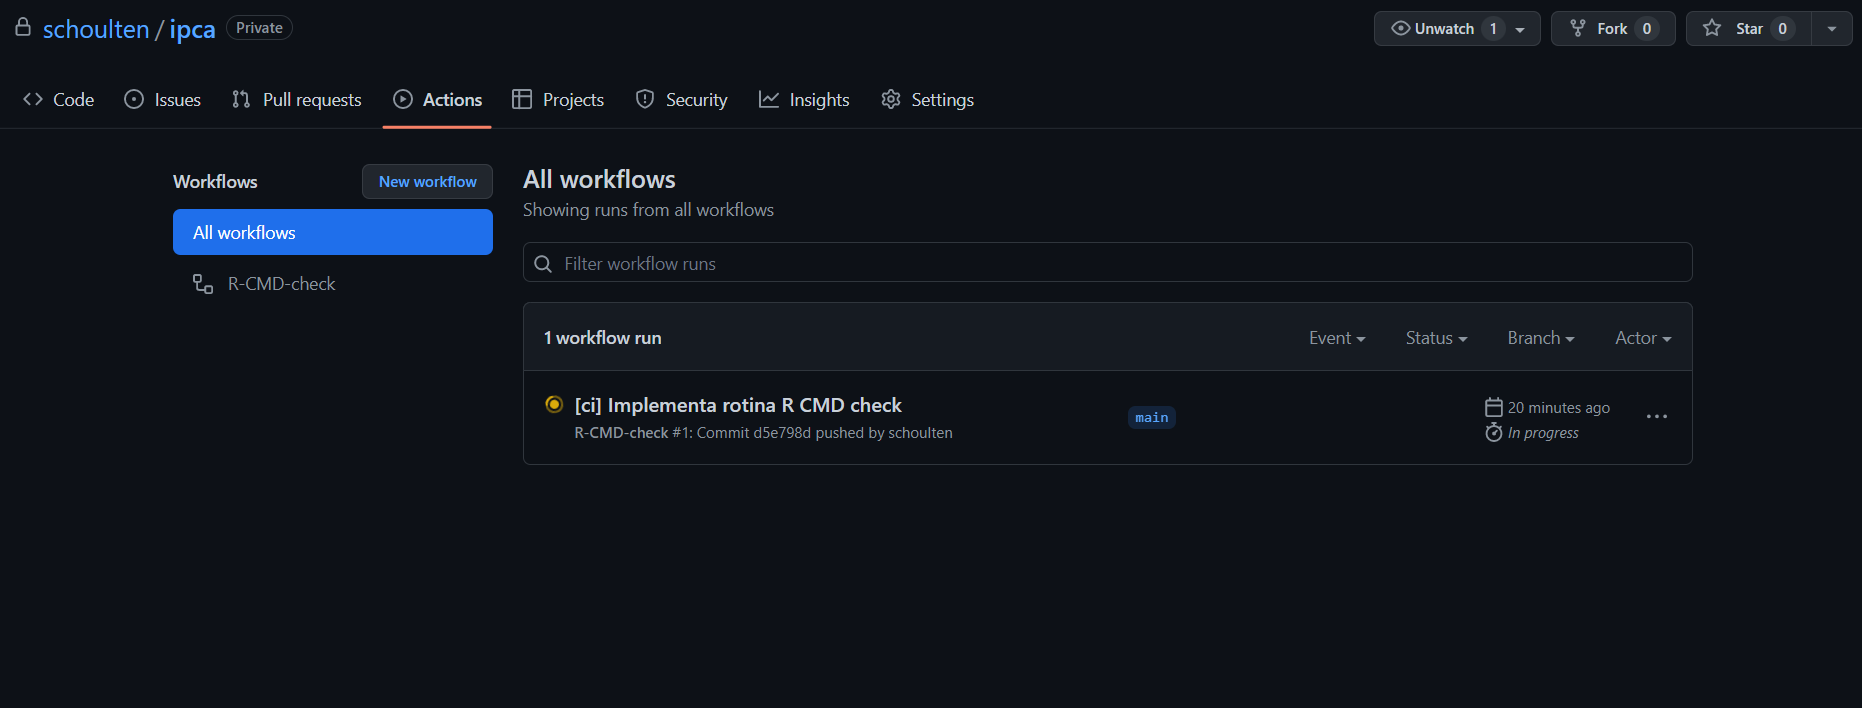 schoulten / ipca Private Unwatch 1 Fork 0 Star 0
Code Issues Pull requests Actions Projects Security Insights Settings
Workflows New workflow
All workflows
R-CMD-check
All workflows
Showing runs from all workflows
Filter workflow runs
1 workflow run Event Status Branch Actor
[ci] Implementa rotina R CMD check
R-CMD-check #1: Commit d5e798d pushed by schoulten
main
20 minutes ago
In progress